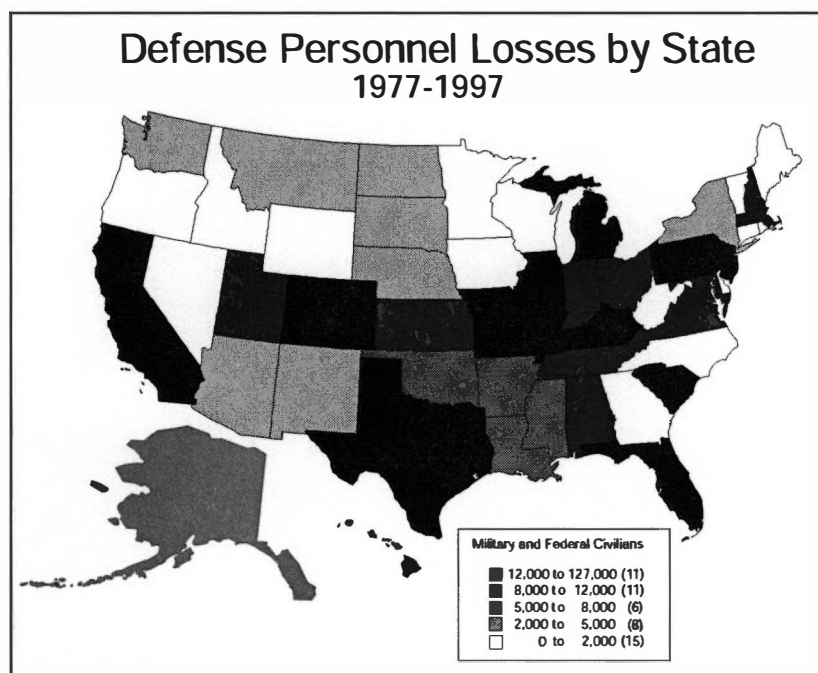 Defense Personnel Losses by State
1977-1997
Military and Federal Civilians
12,000 to 127,000 (11)
8,000 to 12,000 (11)
5,000 to 8,000 (6)
2,000 to 5,000 (8)
0 to 2,000 (15)